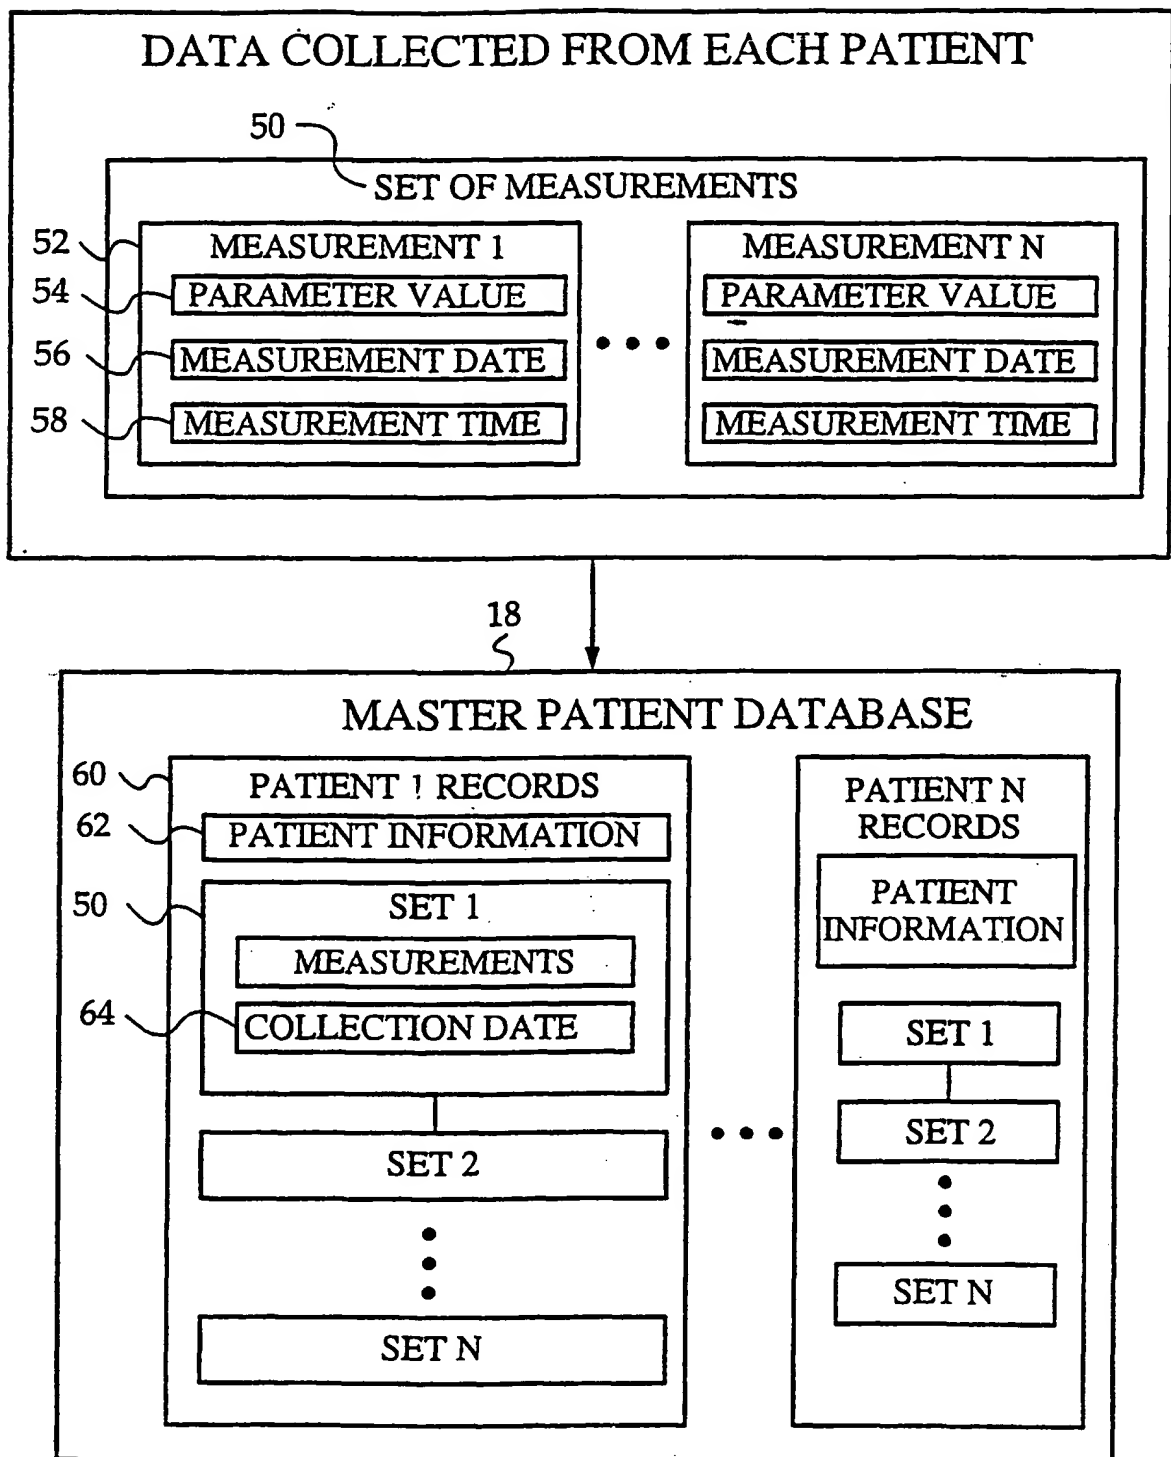 DATA COLLECTED FROM EACH PATIENT
50
SET OF MEASUREMENTS
52
MEASUREMENT 1
54
PARAMETER VALUE
56
MEASUREMENT DATE
58
MEASUREMENT TIME
MEASUREMENT N
PARAMETER VALUE
MEASUREMENT DATE
MEASUREMENT TIME
18
MASTER PATIENT DATABASE
60
PATIENT 1 RECORDS
62
PATIENT INFORMATION
50
SET 1
MEASUREMENTS
64
COLLECTION DATE
SET 2
SET N
PATIENT N
RECORDS
PATIENT
INFORMATION
SET 1
SET 2
SET N